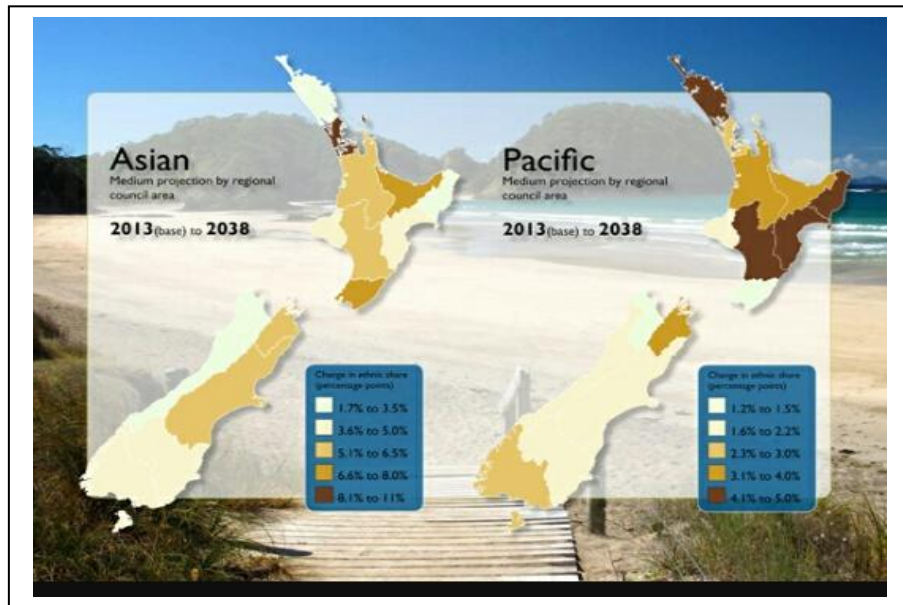 Asian
Medium projection by regional
council area
2013(base) to 2038
Change in ethnic share
(percentage points)
1.7% to 3.5%
3.6% to 5.0%
5.1% to 6.5%
6.6% to 8.0%
8.1% to 11%
Pacific
Medium projection by regional
council area
2013(base) to 2038
Change in ethnic share
(percentage points)
1.2% to 1.5%
1.6% to 2.2%
2.3% to 3.0%
3.1% to 4.0%
4.1% to 5.0%